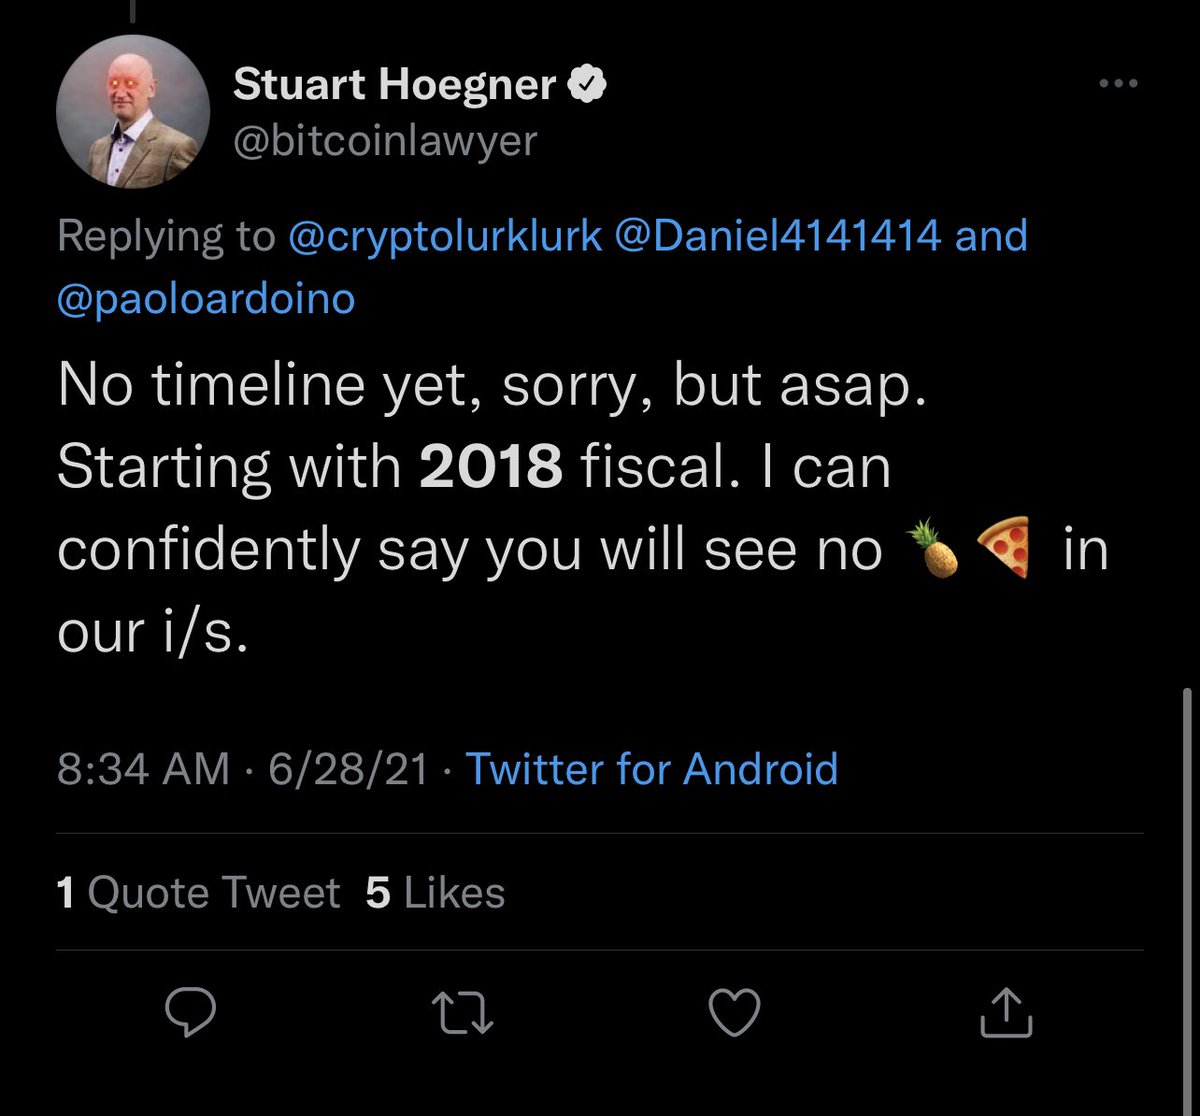 Stuart Hoegner
@bitcoinlawyer
Replying to @cryptolurklurk @Daniel4141414 and
@paoloardoino
No timeline yet, sorry, but asap.
Starting with 2018 fiscal. I can
confidently say you will see no 🍍🍕 in
our i/s.
8:34 AM · 6/28/21 · Twitter for Android
1 Quote Tweet 5 Likes